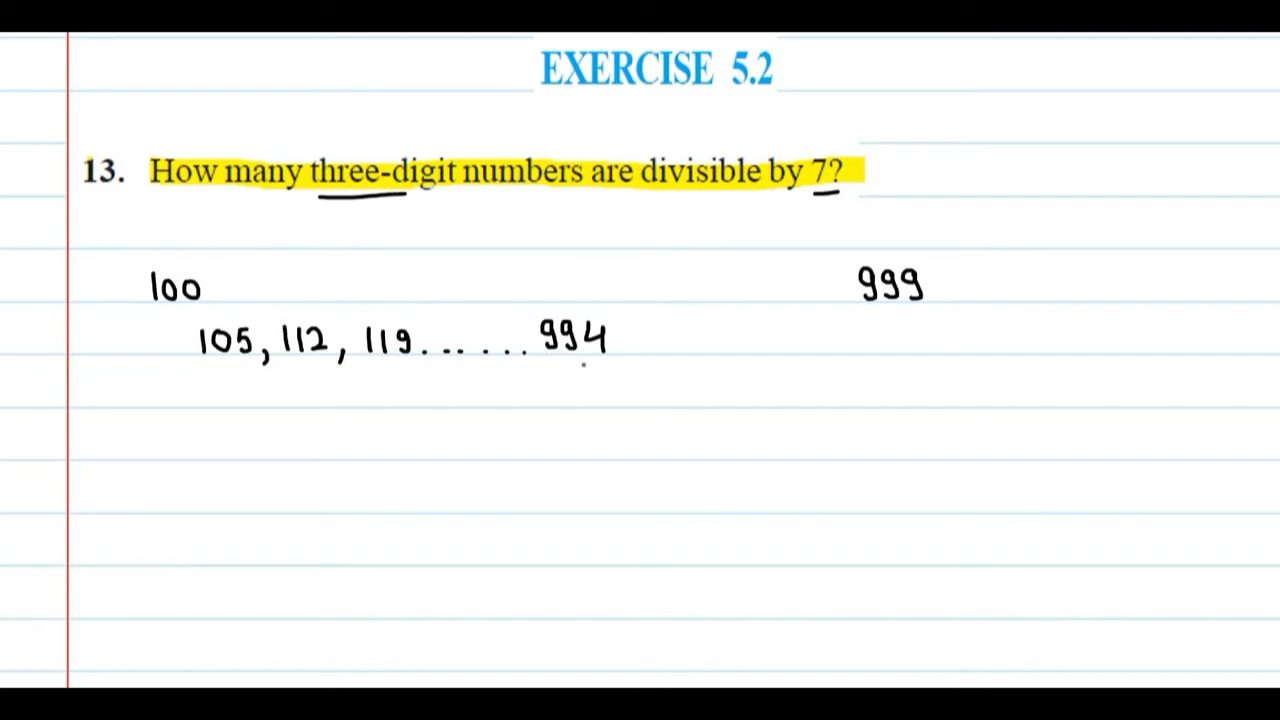 EXERCISE 5.2
13. How many three-digit numbers are divisible by 7?
100 999
105, 112, 119...... 994